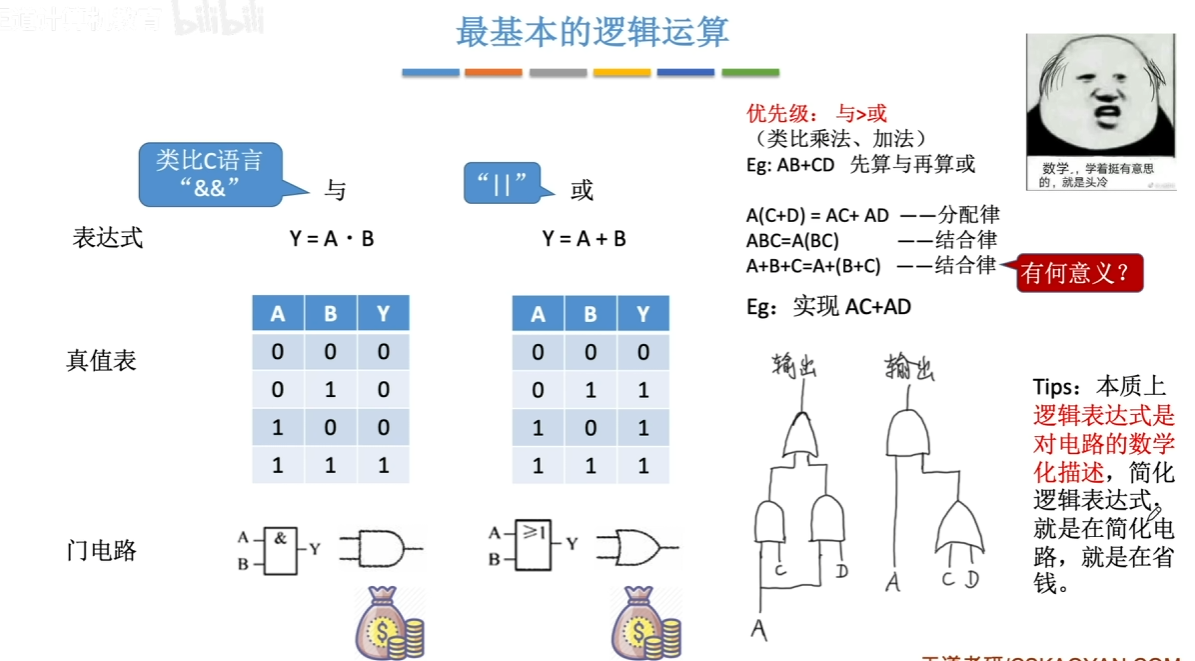 bilibili
最基本的逻辑运算
类比C语言
“&&”
与
“||”
或
表达式
Y = A · B
Y = A + B
真值表
A B Y
0 0 0
0 1 0
1 0 0
1 1 1
A B Y
0 0 0
0 1 1
1 0 1
1 1 1
门电路
A
B
&
Y
A
B
≥1
Y
$
$
优先级： 与>或
（类比乘法、加法）
Eg: AB+CD 先算与再算或
A(C+D) = AC+ AD ——分配律
ABC=A(BC) ——结合律
A+B+C=A+(B+C) ——结合律
有何意义？
Eg：实现 AC+AD
输出
C
D
A
输出
A
C D
数学,，学着挺有意思
的，就是头冷
Tips：本质上
逻辑表达式是
对电路的数学
化描述，简化
逻辑表达式，
就是在简化电
路，就是在省
钱。